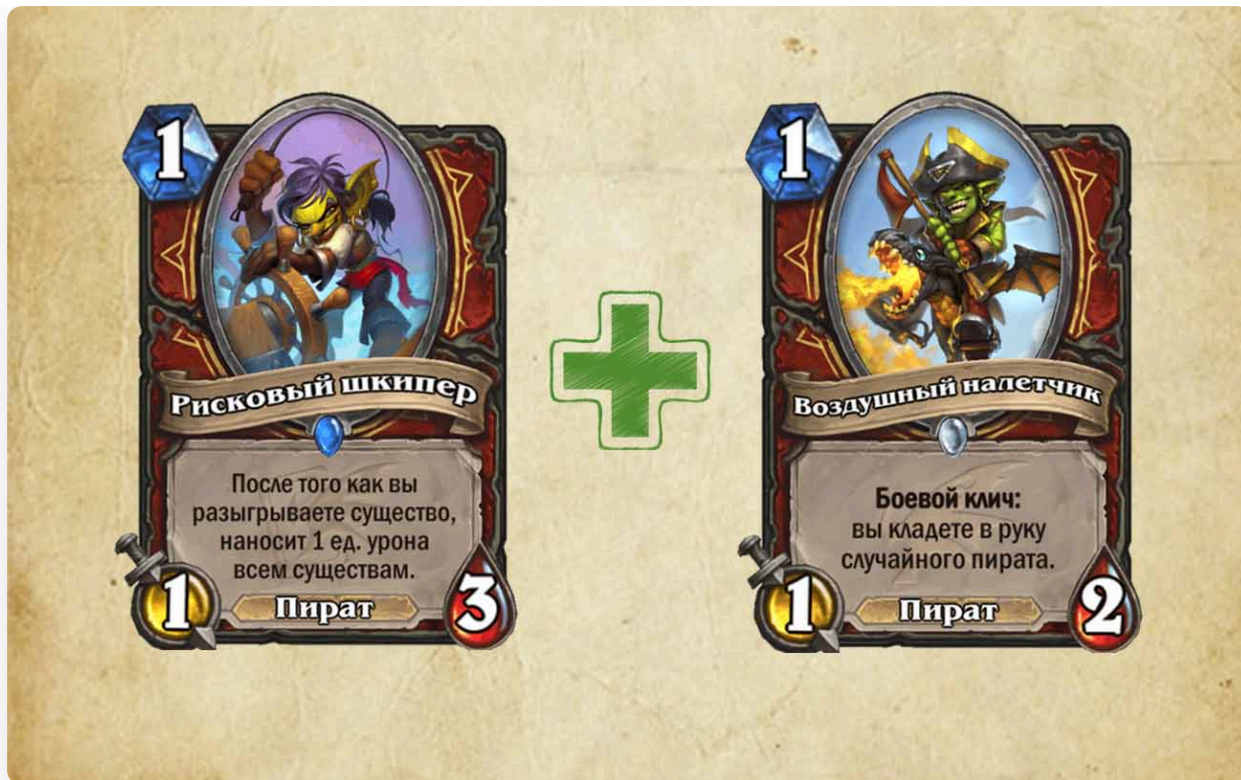 1
Рисковый шкипер
После того как вы
разыгрываете существо,
наносит 1 ед. урона
всем существам.
1
Пират
3
1
Воздушный налетчик
Боевой клич:
вы кладете в руку
случайного пирата.
1
Пират
2